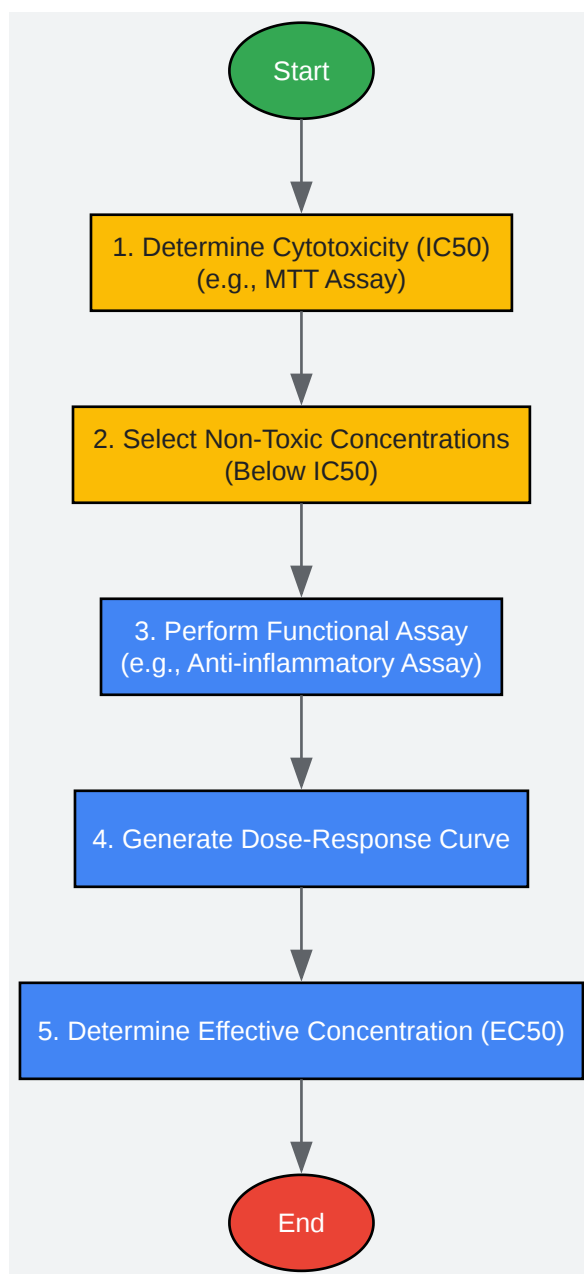 Start
1. Determine Cytotoxicity (IC50)
(e.g., MTT Assay)
2. Select Non-Toxic Concentrations
(Below IC50)
3. Perform Functional Assay
(e.g., Anti-inflammatory Assay)
4. Generate Dose-Response Curve
5. Determine Effective Concentration (EC50)
End